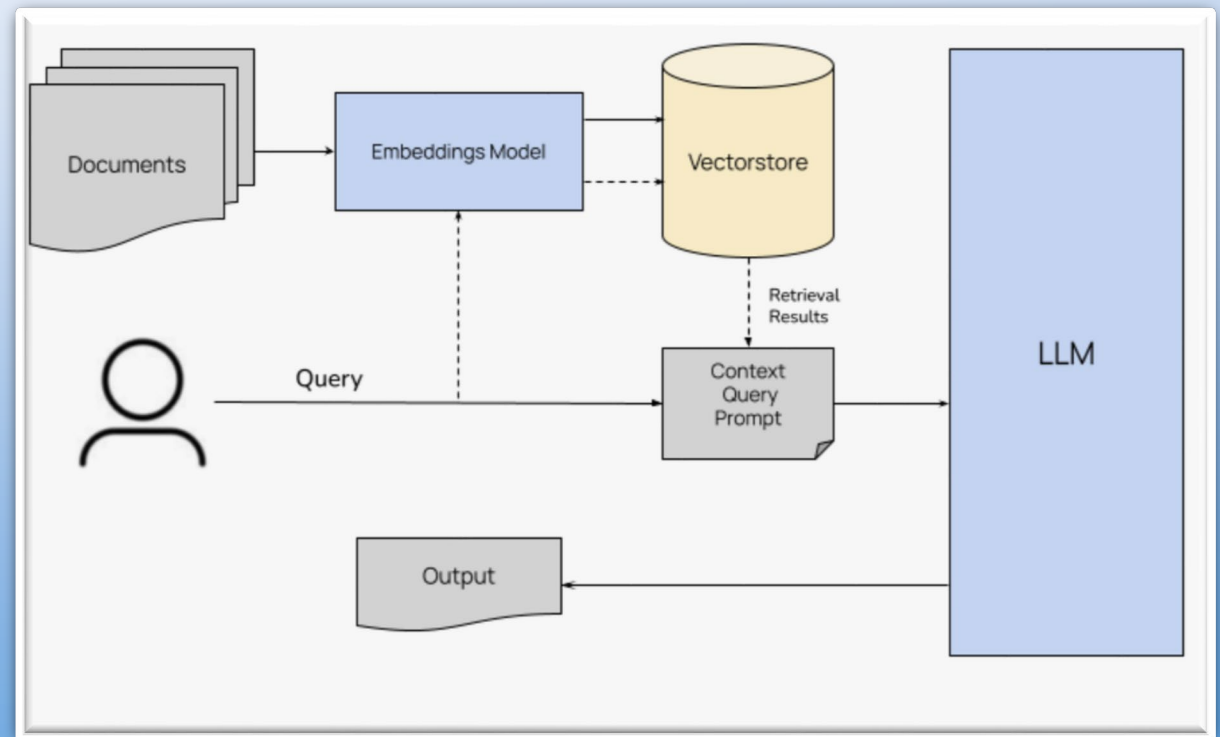 Documents
Embeddings Model
Vectorstore
Retrieval
Results
LLM
Query
Context
Query
Prompt
Output